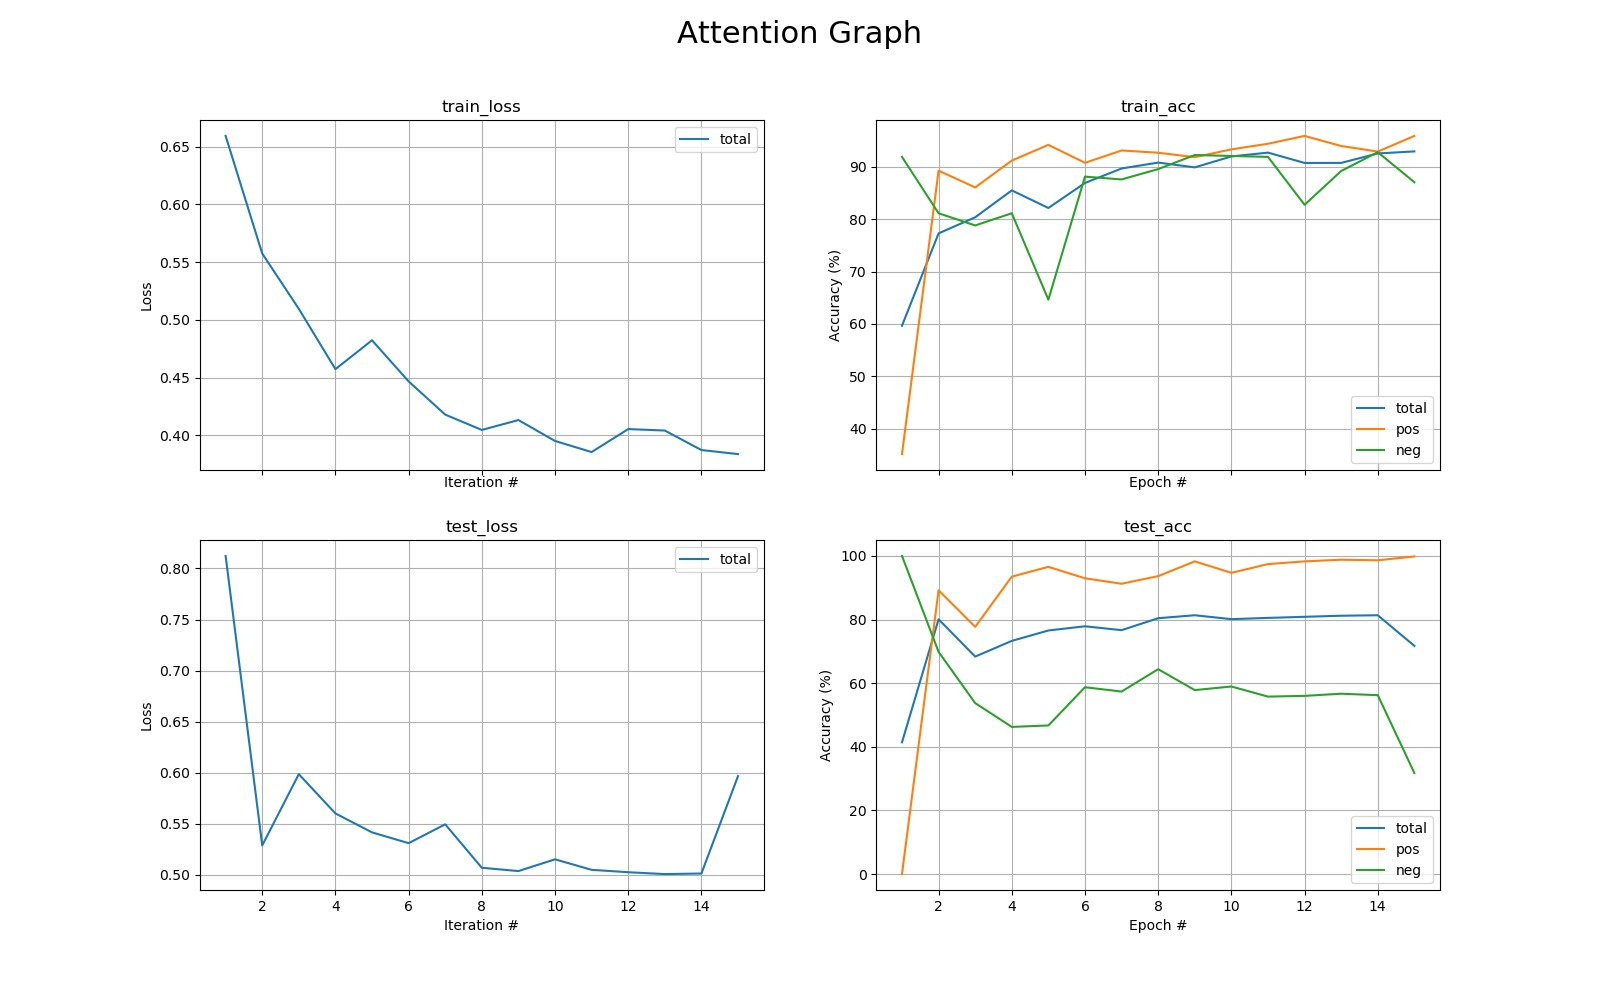 Attention Graph
train_loss
0.65
0.60
0.55
0.50
0.45
0.40
Loss
total
Iteration #
train_acc
90
80
70
60
50
40
Accuracy (%)
total
pos
neg
Epoch #
test_loss
0.80
0.75
0.70
0.65
0.60
0.55
0.50
Loss
total
2 4 6 8 10 12 14
Iteration #
test_acc
100
80
60
40
20
0
Accuracy (%)
total
pos
neg
2 4 6 8 10 12 14
Epoch #